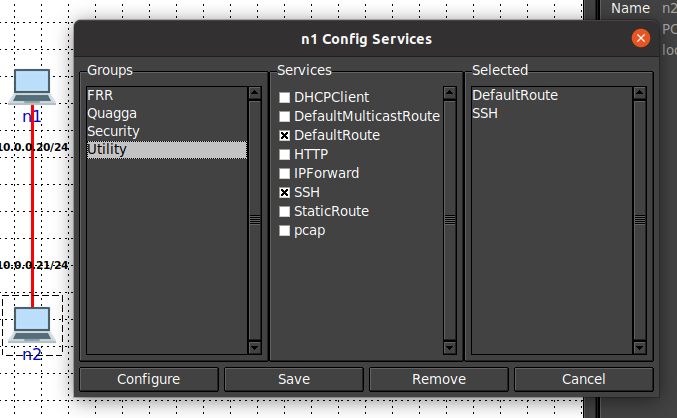 Name n2
PC
loc
n1 Config Services
Groups
Services
Selected
FRR
Quagga
Security
Utility
DHCPClient
DefaultMulticastRoute
DefaultRoute
HTTP
IPForward
SSH
StaticRoute
pcap
DefaultRoute
SSH
n1
10.0.0.20/24
10.0.0.21/24
n2
Configure
Save
Remove
Cancel